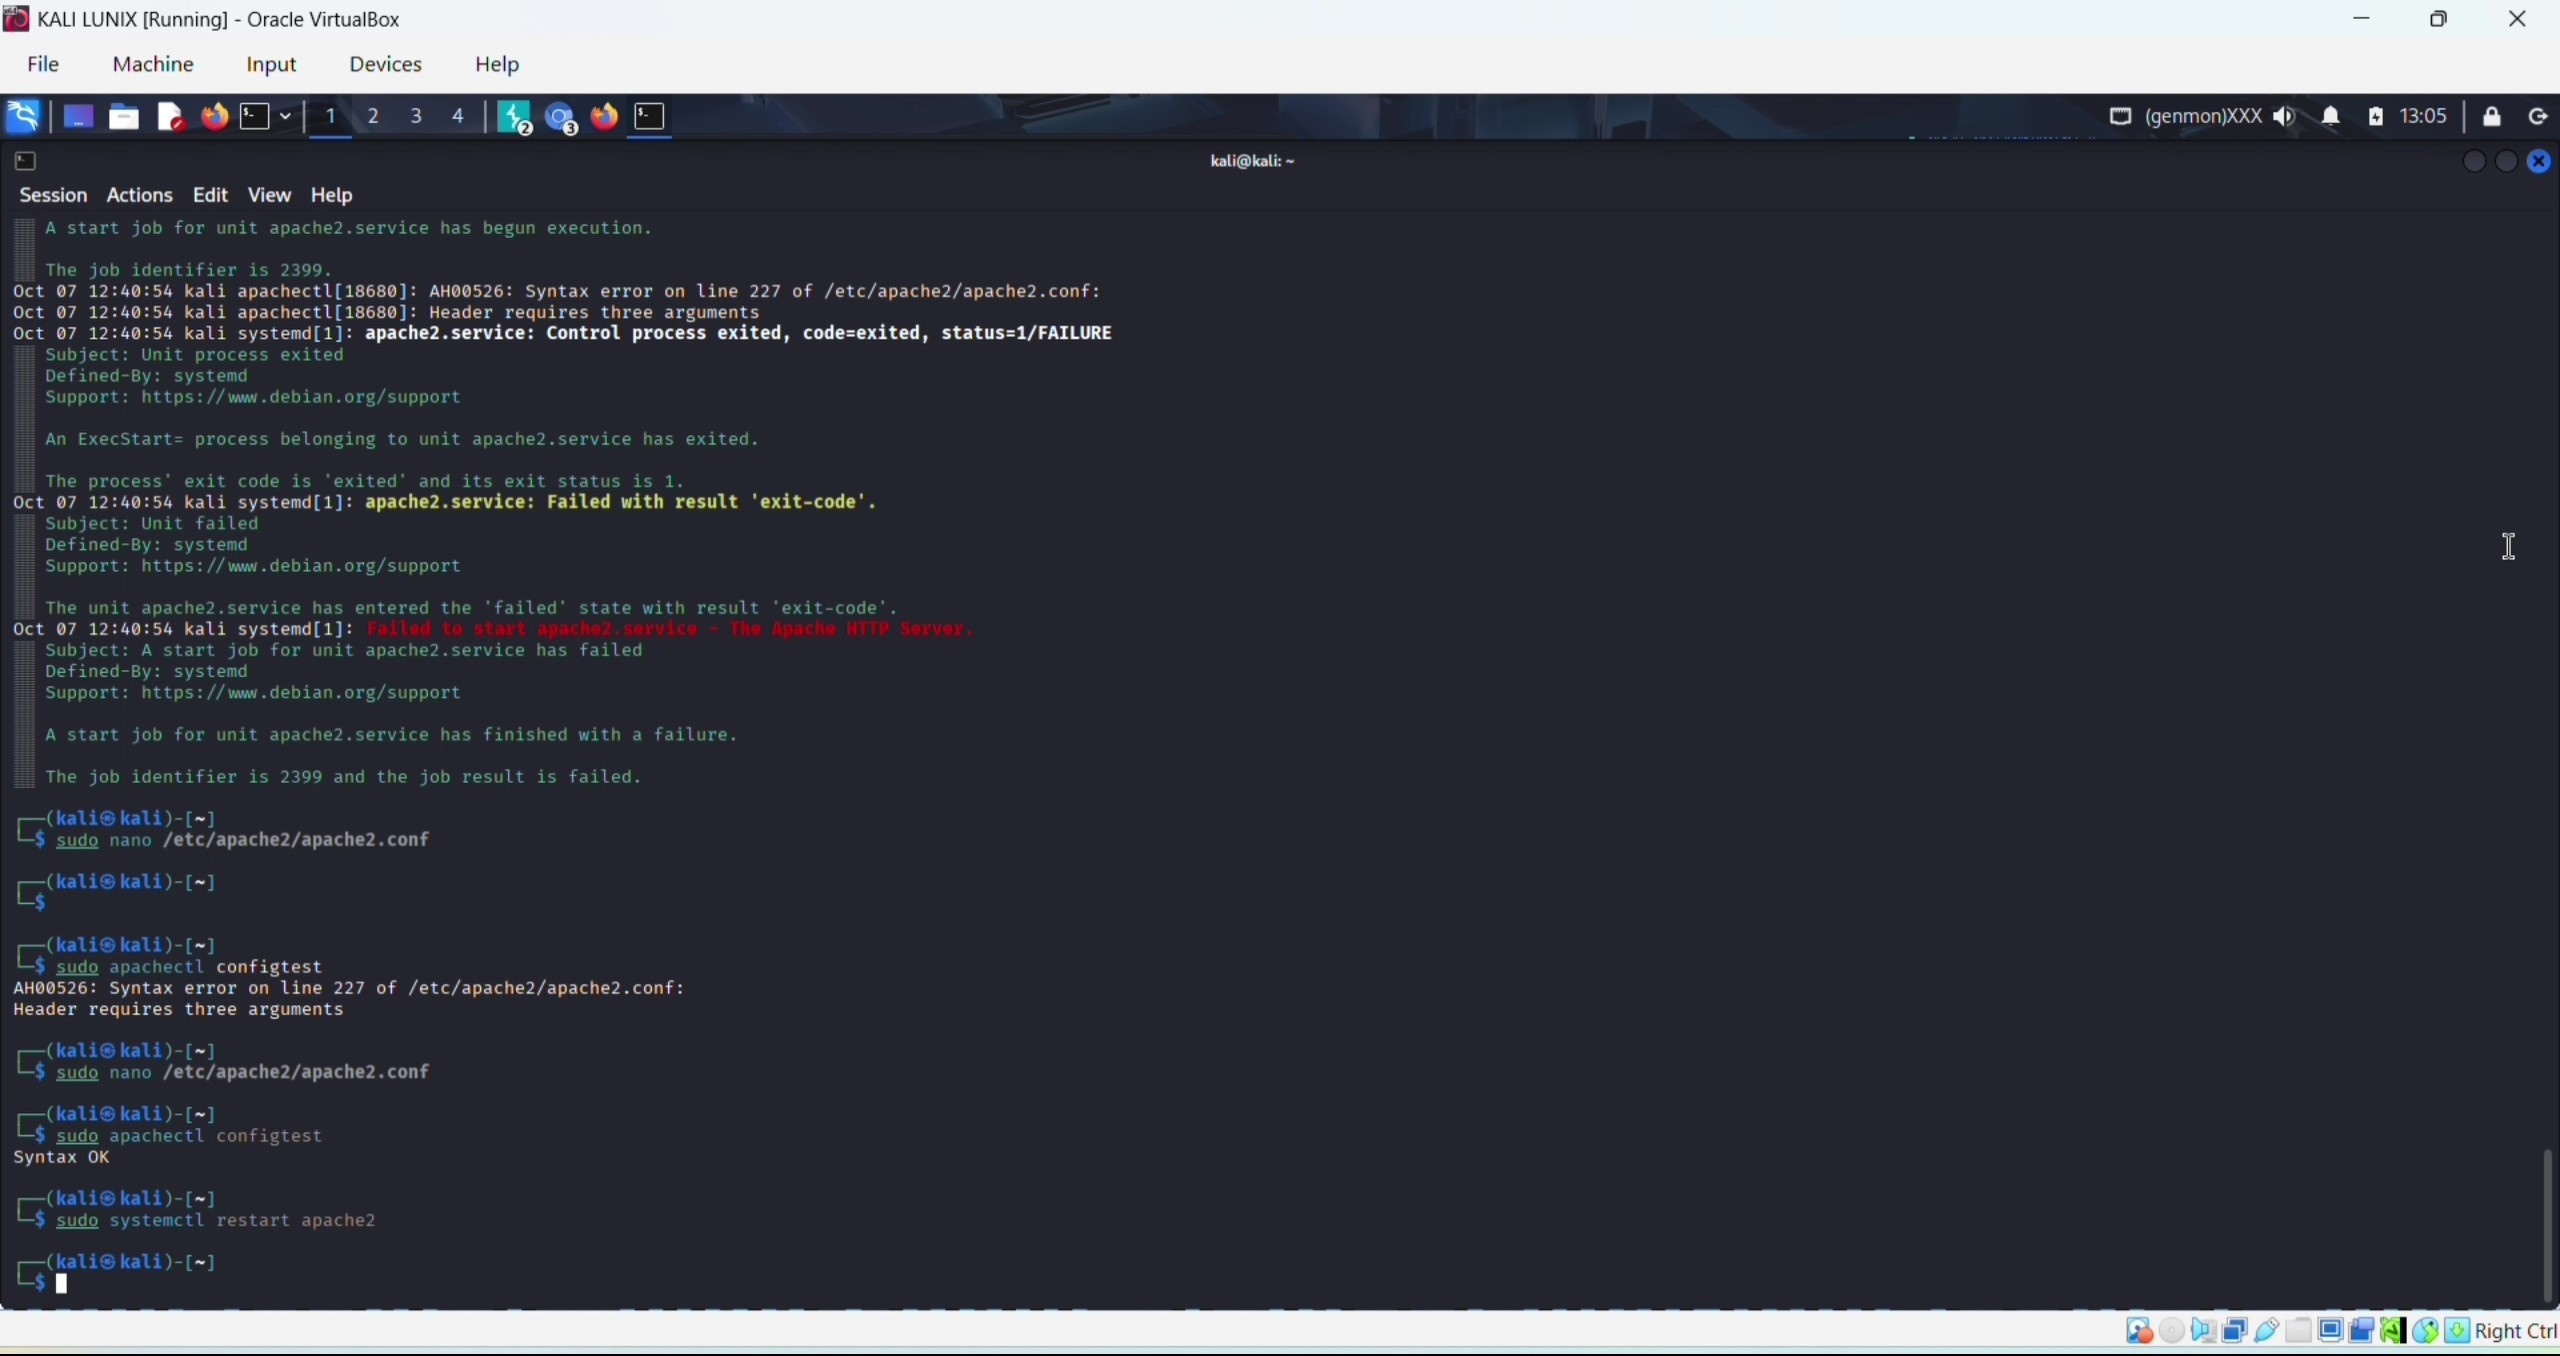 KALI LUNIX [Running] - Oracle VirtualBox
File Machine Input Devices Help
1 2 3 4 2 3 (genmon)XXX 13:05
kali@kali: ~
Session Actions Edit View Help
A start job for unit apache2.service has begun execution.
The job identifier is 2399.
Oct 07 12:40:54 kali apachectl[18680]: AH00526: Syntax error on line 227 of /etc/apache2/apache2.conf:
Oct 07 12:40:54 kali apachectl[18680]: Header requires three arguments
Oct 07 12:40:54 kali systemd[1]: apache2.service: Control process exited, code=exited, status=1/FAILURE
Subject: Unit process exited
Defined-By: systemd
Support: https://www.debian.org/support
An ExecStart= process belonging to unit apache2.service has exited.
The process' exit code is 'exited' and its exit status is 1.
Oct 07 12:40:54 kali systemd[1]: apache2.service: Failed with result 'exit-code'.
Subject: Unit failed
Defined-By: systemd
Support: https://www.debian.org/support
The unit apache2.service has entered the 'failed' state with result 'exit-code'.
Oct 07 12:40:54 kali systemd[1]: Failed to start apache2.service - The Apache HTTP Server.
Subject: A start job for unit apache2.service has failed
Defined-By: systemd
Support: https://www.debian.org/support
A start job for unit apache2.service has finished with a failure.
The job identifier is 2399 and the job result is failed.
┌──(kali㉿kali)-[~]
└─$ sudo nano /etc/apache2/apache2.conf
┌──(kali㉿kali)-[~]
└─$
┌──(kali㉿kali)-[~]
└─$ sudo apachectl configtest
AH00526: Syntax error on line 227 of /etc/apache2/apache2.conf:
Header requires three arguments
┌──(kali㉿kali)-[~]
└─$ sudo nano /etc/apache2/apache2.conf
┌──(kali㉿kali)-[~]
└─$ sudo apachectl configtest
Syntax OK
┌──(kali㉿kali)-[~]
└─$ sudo systemctl restart apache2
┌──(kali㉿kali)-[~]
└─$
Right Ctrl